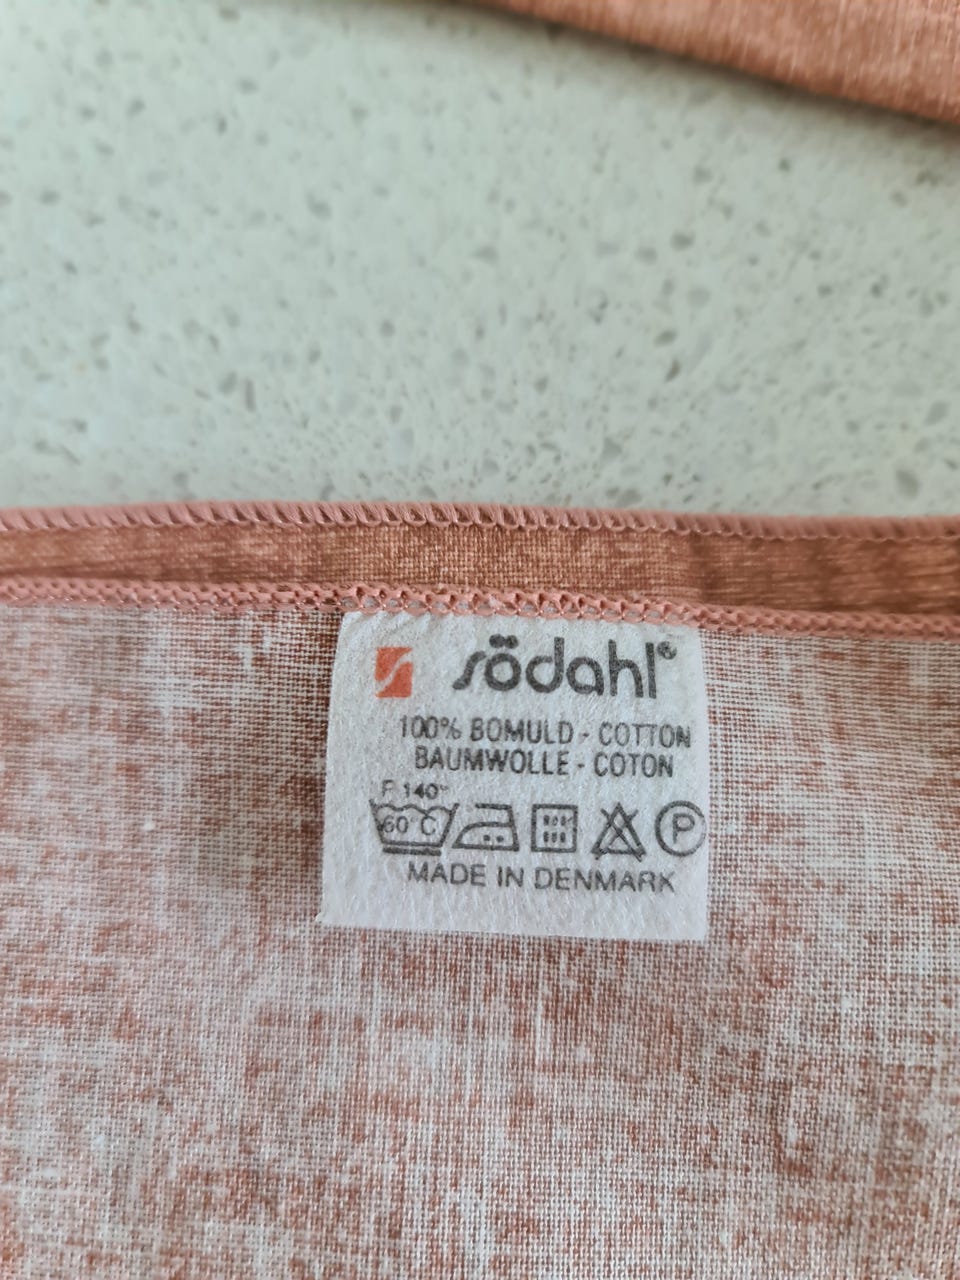 södahl®
100% BOMULD - COTTON
BAUMWOLLE - COTON
F 140°
60°C P
MADE IN DENMARK